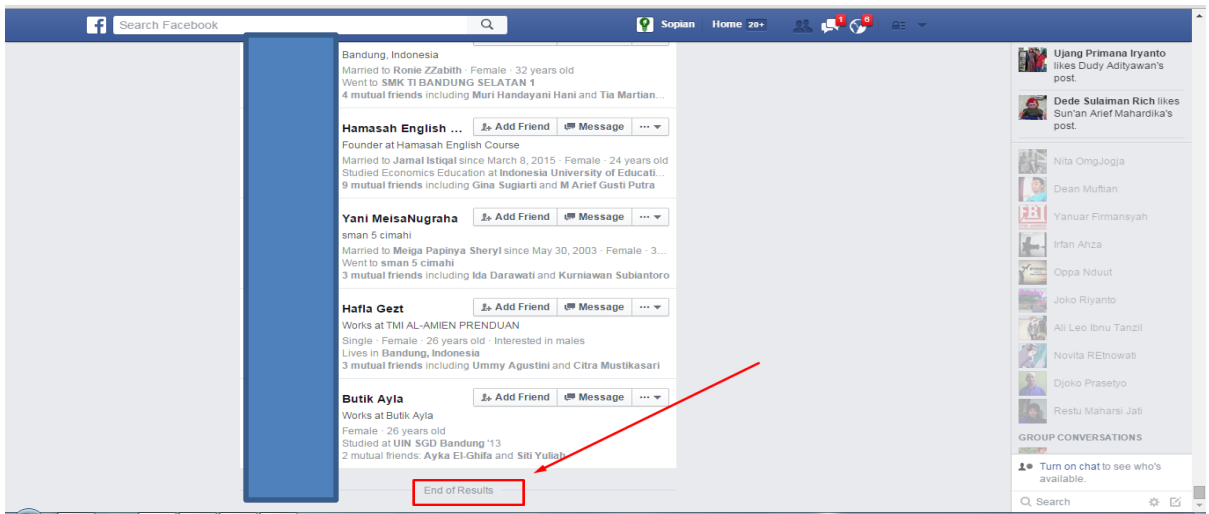 Search Facebook
Sopian
Home 20+
1
6
Bandung, Indonesia
Married to Ronie ZZabith · Female · 32 years old
Went to SMK TI BANDUNG SELATAN 1
4 mutual friends including Muri Handayani Hani and Tia Martian...
Hamasah English ...
Add Friend
Message
Founder at Hamasah English Course
Married to Jamal Istiqal since March 8, 2015 · Female · 24 years old
Studied Economics Education at Indonesia University of Educati...
9 mutual friends including Gina Sugiarti and M Arief Gusti Putra
Yani MeisaNugraha
Add Friend
Message
sman 5 cimahi
Married to Meiga Papinya Sheryl since May 30, 2003 · Female · 3...
Went to sman 5 cimahi
3 mutual friends including Ida Darawati and Kurniawan Subiantoro
Hafla Gezt
Add Friend
Message
Works at TMI AL-AMIEN PRENDUAN
Single · Female · 26 years old · Interested in males
Lives in Bandung, Indonesia
3 mutual friends including Ummy Agustini and Citra Mustikasari
Butik Ayla
Add Friend
Message
Works at Butik Ayla
Female · 26 years old
Studied at UIN SGD Bandung '13
2 mutual friends: Ayka El-Ghifa and Siti Yuliah
End of Results
Ujang Primana Iryanto
likes Dudy Adityawan's
post.
Dede Sulaiman Rich likes
Sun'an Arief Mahardika's
post.
Nita OmgJogja
Dean Muftian
FBI
Yanuar Firmansyah
Irfan Ahza
Oppa Nduut
Joko Riyanto
Ali Leo Ibnu Tanzil
Novita REtnowati
Djoko Prasetyo
Restu Maharsi Jati
GROUP CONVERSATIONS
Turn on chat to see who's
available.
Search